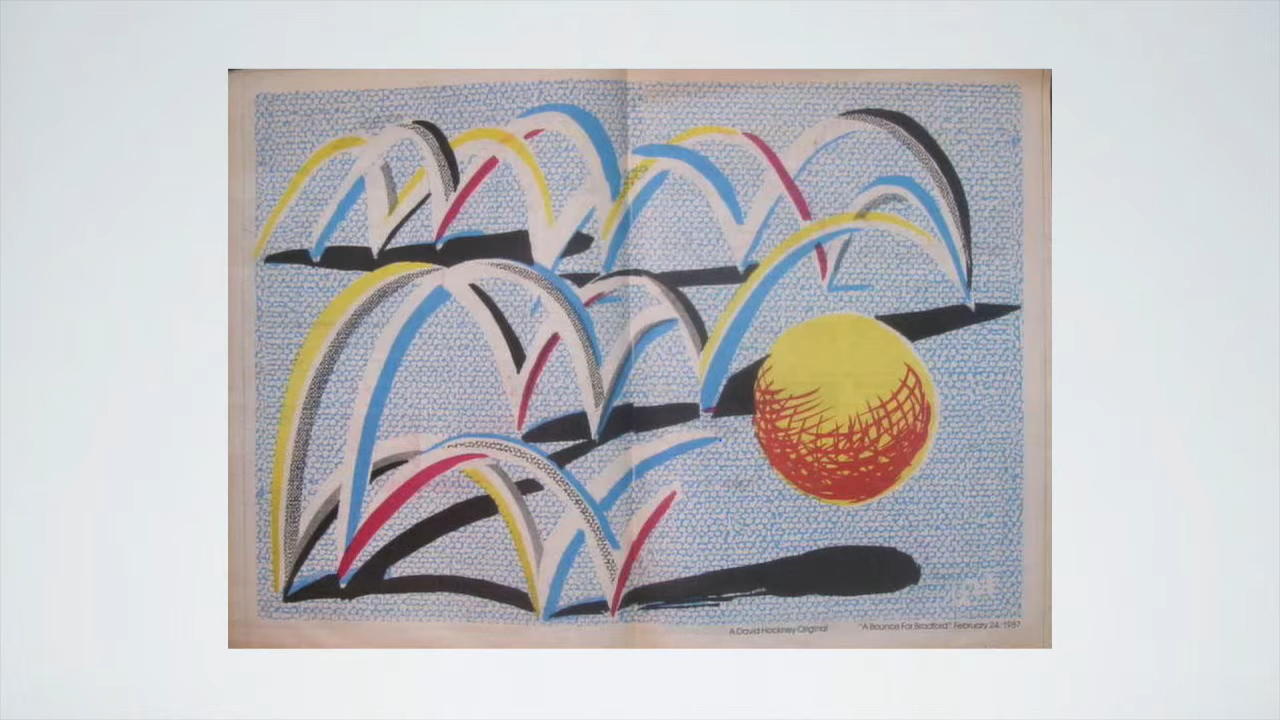 A David Hockney Original
"A Bounce For Bradford" February 24, 1987